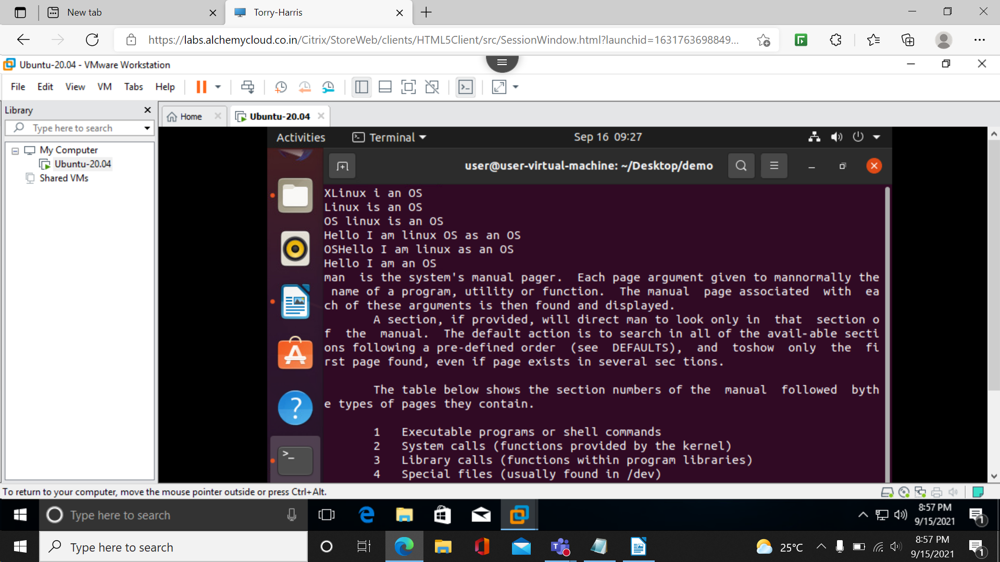 New tab
Torry-Harris
https://labs.alchemycloud.co.in/Citrix/StoreWeb/clients/HTML5Client/src/SessionWindow.html?launchid=1631763698849...
Ubuntu-20.04 - VMware Workstation
File Edit View VM Tabs Help
Library
Home
Ubuntu-20.04
Type here to search
My Computer
Ubuntu-20.04
Shared VMs
Activities
Terminal
Sep 16 09:27
user@user-virtual-machine: ~/Desktop/demo
XLinux i an OS
Linux is an OS
OS linux is an OS
Hello I am linux OS as an OS
OSHello I am linux as an OS
Hello I am an OS
man  is the system's manual pager.  Each page argument given to mannormally the
 name of a program, utility or function.  The manual  page associated  with  ea
ch of these arguments is then found and displayed.
       A section, if provided, will direct man to look only in  that  section o
f  the  manual.  The default action is to search in all of the avail-able secti
ons following a pre-defined order  (see  DEFAULTS),  and  toshow  only  the  fi
rst page found, even if page exists in several sec tions.
       The table below shows the section numbers of the  manual  followed  byth
e types of pages they contain.
       1   Executable programs or shell commands
       2   System calls (functions provided by the kernel)
       3   Library calls (functions within program libraries)
       4   Special files (usually found in /dev)
To return to your computer, move the mouse pointer outside or press Ctrl+Alt.
Type here to search
8:57 PM
9/15/2021
1
Type here to search
25°C
8:57 PM
9/15/2021
1